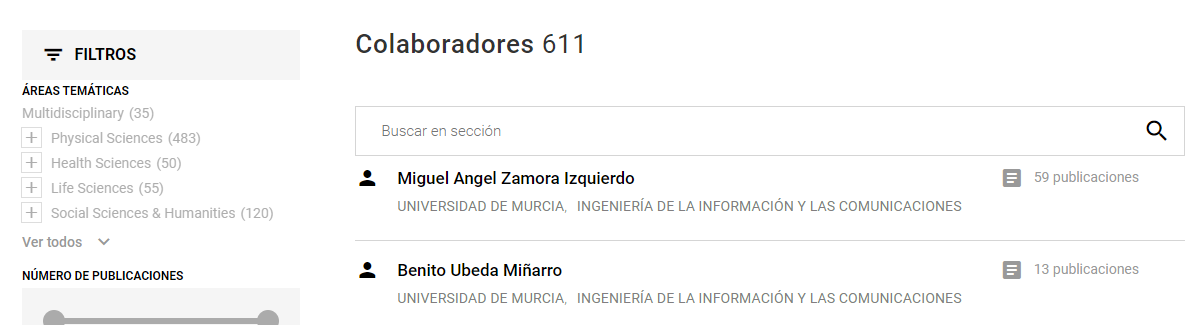 FILTROS
ÁREAS TEMÁTICAS
Multidisciplinary (35)
Physical Sciences (483)
Health Sciences (50)
Life Sciences (55)
Social Sciences & Humanities (120)
Ver todos
NÚMERO DE PUBLICACIONES
Colaboradores 611
Buscar en sección
Miguel Angel Zamora Izquierdo
59 publicaciones
UNIVERSIDAD DE MURCIA, INGENIERÍA DE LA INFORMACIÓN Y LAS COMUNICACIONES
Benito Ubeda Miñarro
13 publicaciones
UNIVERSIDAD DE MURCIA, INGENIERÍA DE LA INFORMACIÓN Y LAS COMUNICACIONES